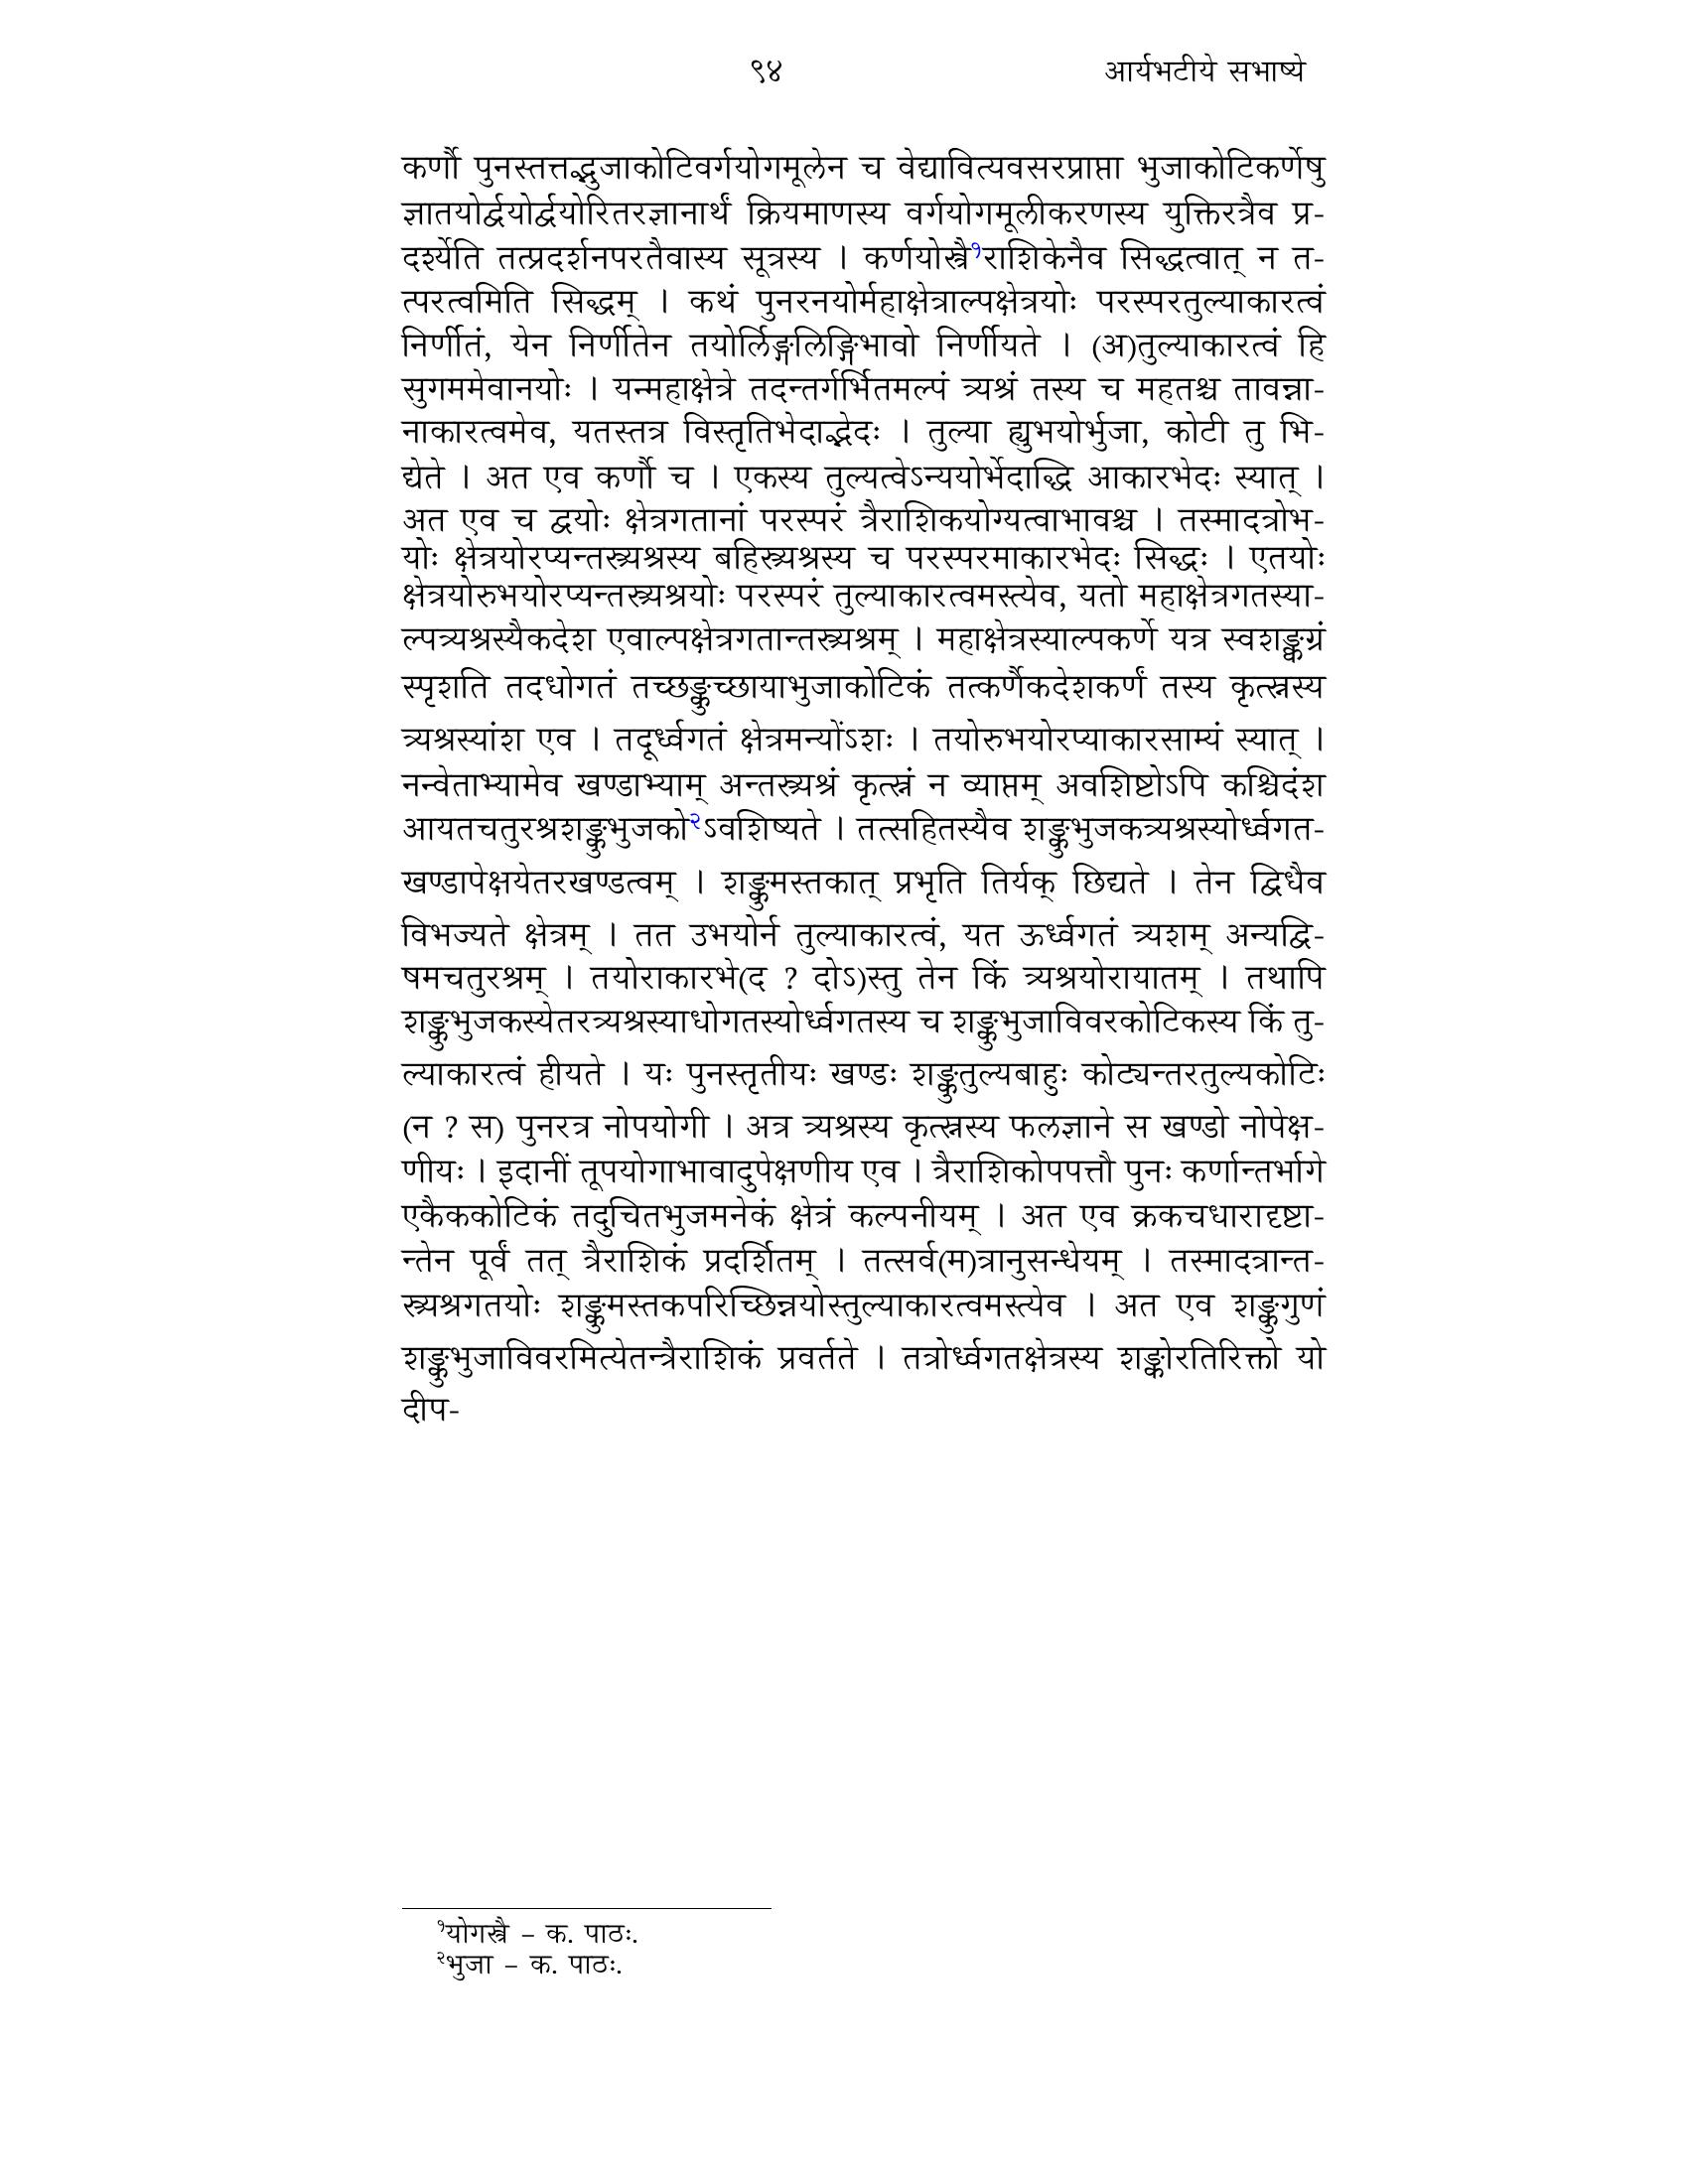 ९४ आर्यभटीये सभाष्ये
कर्णौ पुनस्तत्तद्भुजाकोटिवर्गयोगमूलेन च वेद्यावित्यवसरप्राप्ता भुजाकोटिकर्णेषु
ज्ञातयोर्द्वयोर्द्वयोरितरज्ञानार्थं क्रियमाणस्य वर्गयोगमूलीकरणस्य युक्तिरत्रैव प्र-
दर्श्येति तत्प्रदर्शनपरतैवास्य सूत्रस्य । कर्णयोस्त्रै१राशिकेनैव सिद्धत्वात् न त-
त्परत्वमिति सिद्धम् । कथं पुनरनयोर्महाक्षेत्राल्पक्षेत्रयोः परस्परतुल्याकारत्वं
निर्णीतं, येन निर्णीतेन तयोर्लिङ्गलिङ्गिभावो निर्णीयते । (अ)तुल्याकारत्वं हि
सुगममेवानयोः । यन्महाक्षेत्रे तदन्तर्गर्भितमल्पं त्र्यश्रं तस्य च महतश्च तावन्ना-
नाकारत्वमेव, यतस्तत्र विस्तृतिभेदाद्भेदः । तुल्या ह्युभयोर्भुजा, कोटी तु भि-
द्येते । अत एव कर्णौ च । एकस्य तुल्यत्वेऽन्ययोर्भेदाद्धि आकारभेदः स्यात् ।
अत एव च द्वयोः क्षेत्रगतानां परस्परं त्रैराशिकयोग्यत्वाभावश्च । तस्मादत्रोभ-
योः क्षेत्रयोरप्यन्तस्त्र्यश्रस्य बहिस्त्र्यश्रस्य च परस्परमाकारभेदः सिद्धः । एतयोः
क्षेत्रयोरुभयोरप्यन्तस्त्र्यश्रयोः परस्परं तुल्याकारत्वमस्त्येव, यतो महाक्षेत्रगतस्या-
ल्पत्र्यश्रस्यैकदेश एवाल्पक्षेत्रगतान्तस्त्र्यश्रम् । महाक्षेत्रस्याल्पकर्णे यत्र स्वशङ्क्वग्रं
स्पृशति तदधोगतं तच्छङ्कुच्छायाभुजाकोटिकं तत्कर्णैकदेशकर्णं तस्य कृत्स्नस्य
त्र्यश्रस्यांश एव । तदूर्ध्वगतं क्षेत्रमन्योंऽशः । तयोरुभयोरप्याकारसाम्यं स्यात् ।
नन्वेताभ्यामेव खण्डाभ्याम् अन्तस्त्र्यश्रं कृत्स्नं न व्याप्तम् अवशिष्टोऽपि कश्चिदंश
आयतचतुरश्रशङ्कुभुजको२ऽवशिष्यते । तत्सहितस्यैव शङ्कुभुजकत्र्यश्रस्योर्ध्वगत-
खण्डापेक्षयेतरखण्डत्वम् । शङ्कुमस्तकात् प्रभृति तिर्यक् छिद्यते । तेन द्विधैव
विभज्यते क्षेत्रम् । तत उभयोर्न तुल्याकारत्वं, यत ऊर्ध्वगतं त्र्यशम् अन्यद्वि-
षमचतुरश्रम् । तयोराकारभे(द ? दोऽ)स्तु तेन किं त्र्यश्रयोरायातम् । तथापि
शङ्कुभुजकस्येतरत्र्यश्रस्याधोगतस्योर्ध्वगतस्य च शङ्कुभुजाविवरकोटिकस्य किं तु-
ल्याकारत्वं हीयते । यः पुनस्तृतीयः खण्डः शङ्कुतुल्यबाहुः कोट्यन्तरतुल्यकोटिः
(न ? स) पुनरत्र नोपयोगी । अत्र त्र्यश्रस्य कृत्स्नस्य फलज्ञाने स खण्डो नोपेक्ष-
णीयः । इदानीं तूपयोगाभावादुपेक्षणीय एव । त्रैराशिकोपपत्तौ पुनः कर्णान्तर्भागे
एकैककोटिकं तदुचितभुजमनेकं क्षेत्रं कल्पनीयम् । अत एव क्रकचधारादृष्टा-
न्तेन पूर्वं तत् त्रैराशिकं प्रदर्शितम् । तत्सर्व(म)त्रानुसन्धेयम् । तस्मादत्रान्त-
स्त्र्यश्रगतयोः शङ्कुमस्तकपरिच्छिन्नयोस्तुल्याकारत्वमस्त्येव । अत एव शङ्कुगुणं
शङ्कुभुजाविवरमित्येतन्त्रैराशिकं प्रवर्तते । तत्रोर्ध्वगतक्षेत्रस्य शङ्कोरतिरिक्तो यो
दीप-
१योगस्त्रै – क. पाठः.
२भुजा – क. पाठः.